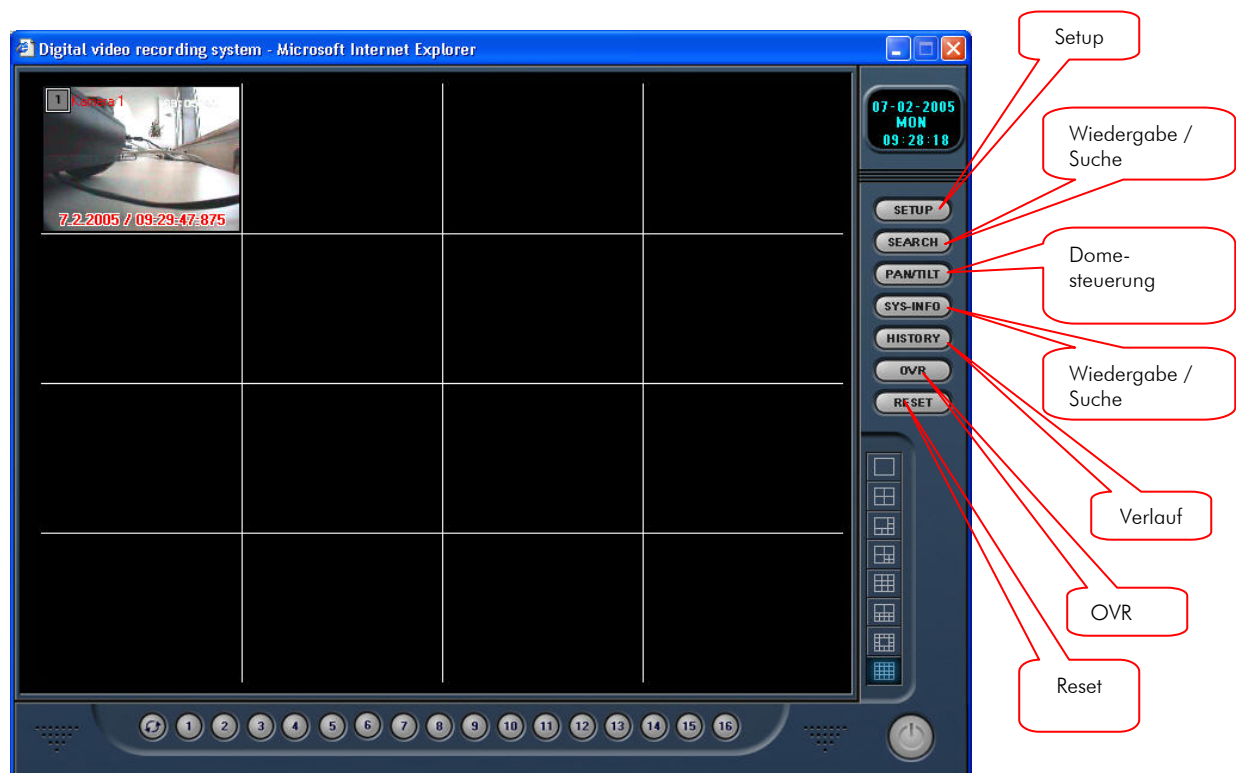 Digital video recording system - Microsoft Internet Explorer
Setup
1 Kamera 1
07-02-2005
MON
09:28:18
Wiedergabe /
Suche
7.2.2005 / 09:29:47:875
SETUP
SEARCH
PAN/TILT
SYS-INFO
HISTORY
OVR
RESET
Dome-
steuerung
Wiedergabe /
Suche
Verlauf
OVR
Reset
1 2 3 4 5 6 7 8 9 10 11 12 13 14 15 16